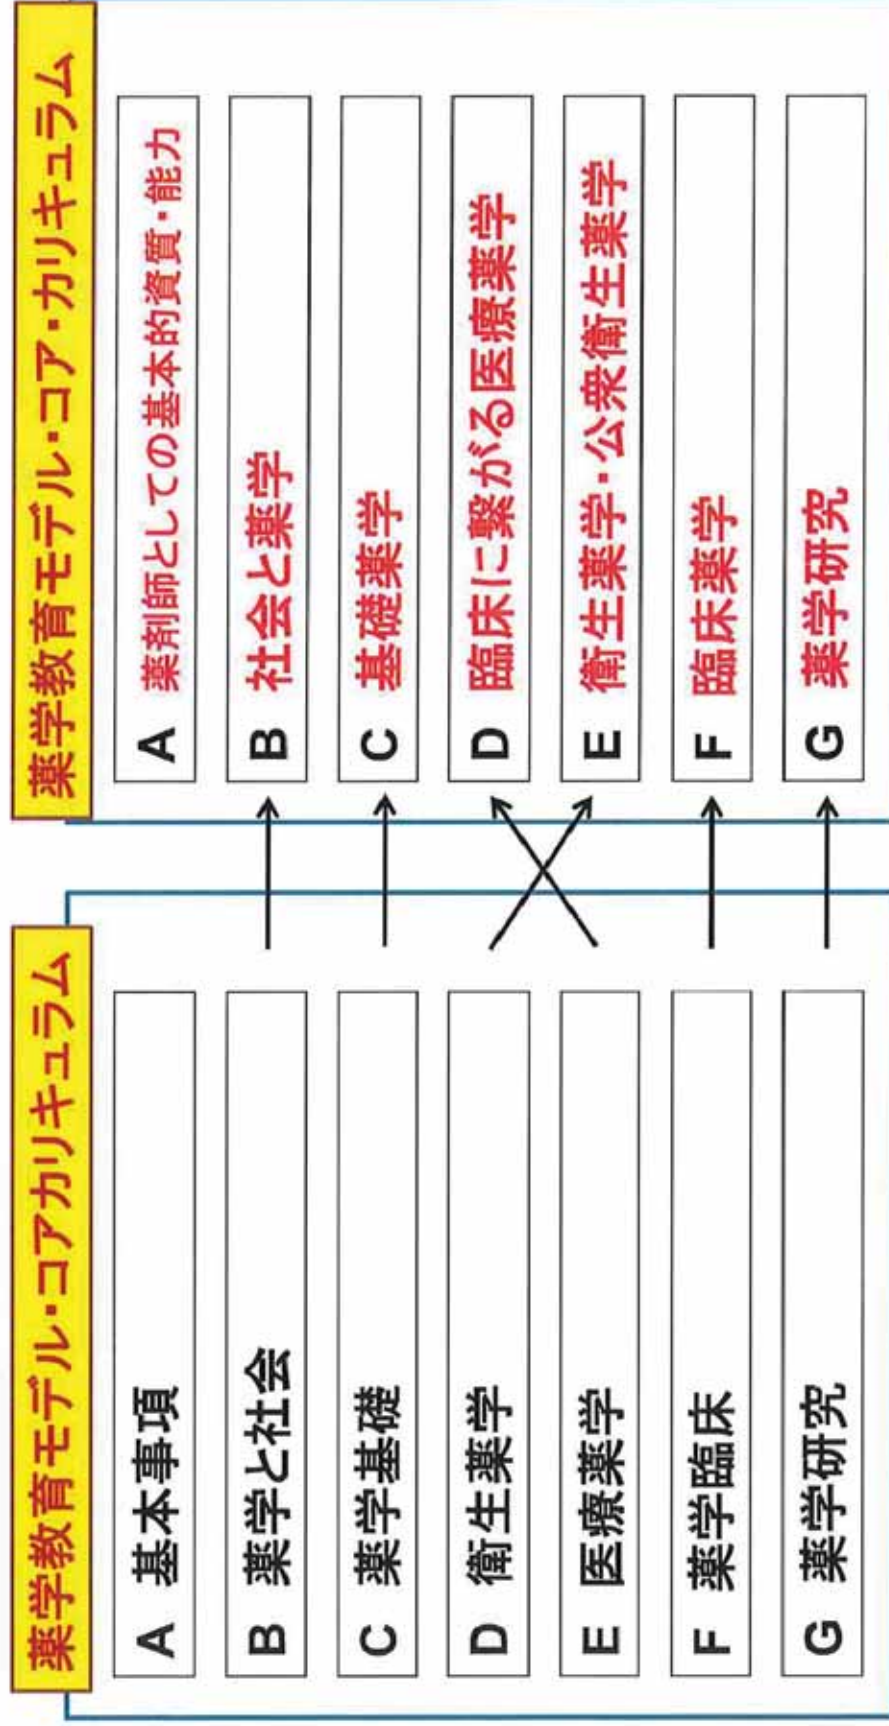 薬学教育モデル・コアカリキュラム
A 基本事項
B 薬学と社会
C 薬学基礎
D 衛生薬学
E 医療薬学
F 薬学臨床
G 薬学研究
薬学教育モデル・コア・カリキュラム
A 薬剤師としての基本的資質・能力
B 社会と薬学
C 基礎薬学
D 臨床に繋がる医療薬学
E 衛生薬学・公衆衛生薬学
F 臨床薬学
G 薬学研究